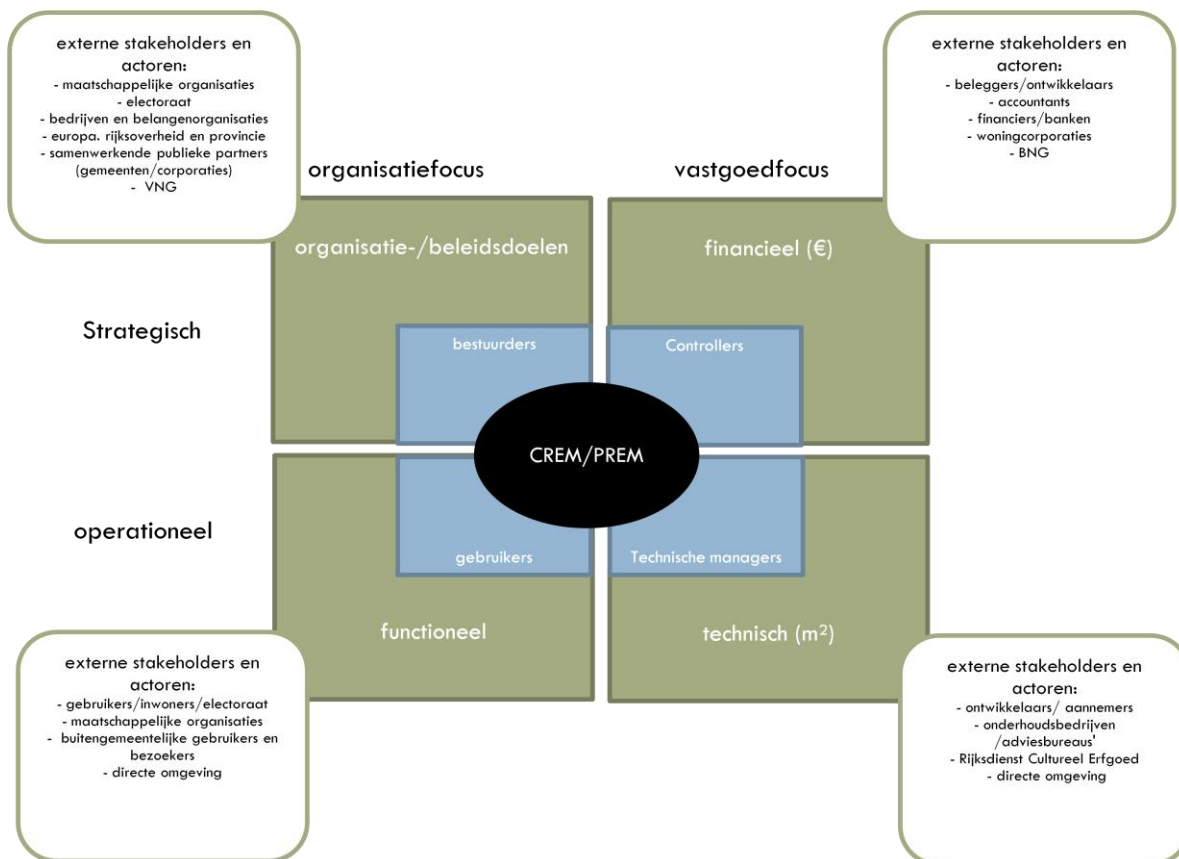 externe stakeholders en
actoren:
- maatschappelijke organisaties
- electoraat
- bedrijven en belangenorganisaties
- europa. rijksoverheid en provincie
- samenwerkende publieke partners
(gemeenten/corporaties)
- VNG
externe stakeholders en
actoren:
- beleggers/ontwikkelaars
- accountants
- financiers/banken
- woningcorporaties
- BNG
organisatiefocus
vastgoedfocus
organisatie-/beleidsdoelen
financieel (€)
Strategisch
bestuurders
Controllers
CREM/PREM
operationeel
gebruikers
Technische managers
functioneel
technisch (m²)
externe stakeholders en
actoren:
- gebruikers/inwoners/electoraat
- maatschappelijke organisaties
- buitengemeentelijke gebruikers en
bezoekers
- directe omgeving
externe stakeholders en
actoren:
- ontwikkelaars/ aannemers
- onderhoudsbedrijven
/adviesbureaus'
- Rijksdienst Cultureel Erfgoed
- directe omgeving